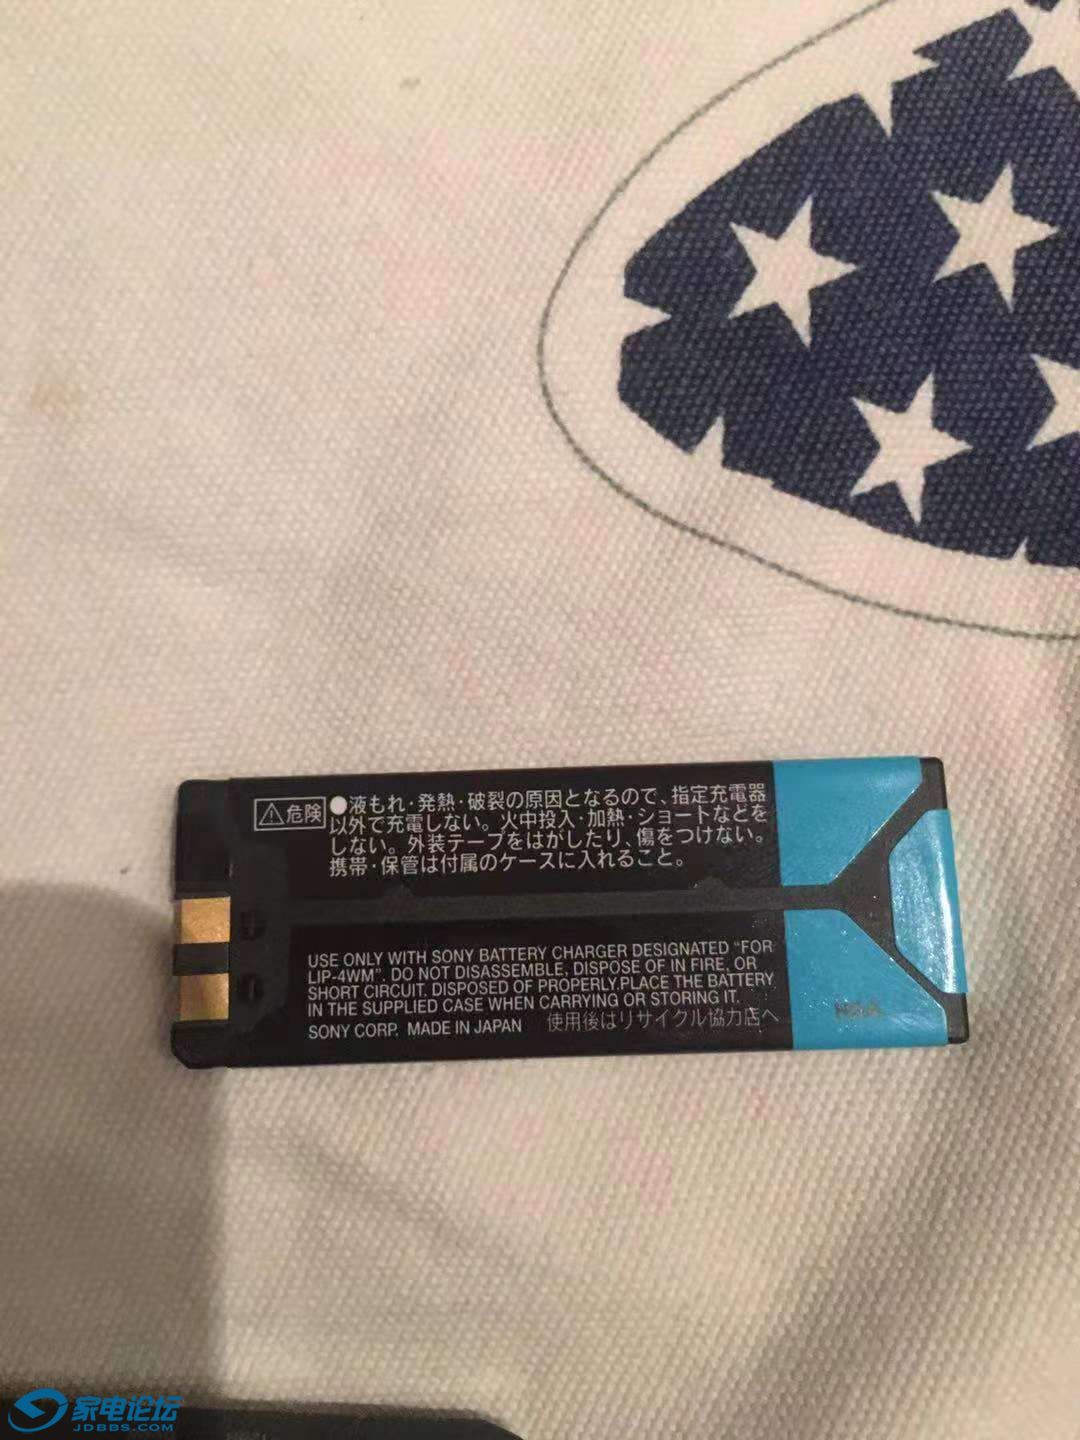 危険 ●液もれ・発熱・破裂の原因となるので、指定充電器
以外で充電しない。火中投入・加熱・ショートなどを
しない。外装テープをはがしたり、傷をつけない。
携帯・保管は付属のケースに入れること。
USE ONLY WITH SONY BATTERY CHARGER DESIGNATED "FOR
LIP-4WM". DO NOT DISASSEMBLE, DISPOSE OF IN FIRE, OR
SHORT CIRCUIT. DISPOSED OF PROPERLY.PLACE THE BATTERY
IN THE SUPPLIED CASE WHEN CARRYING OR STORING IT.
SONY CORP. MADE IN JAPAN 使用後はリサイクル協力店へ
家电论坛
JDBBS.COM